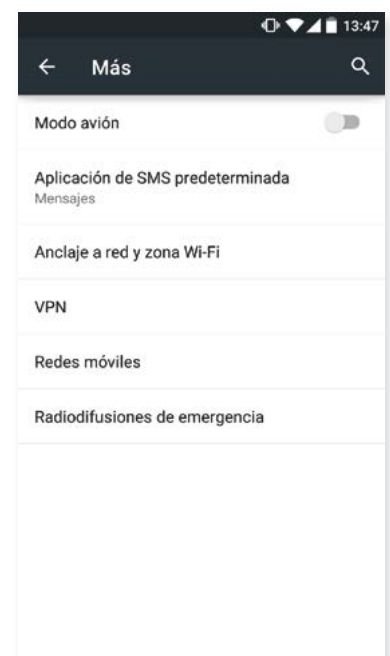 13:47
Más
Modo avión
Aplicación de SMS predeterminada
Mensajes
Anclaje a red y zona Wi-Fi
VPN
Redes móviles
Radiodifusiones de emergencia